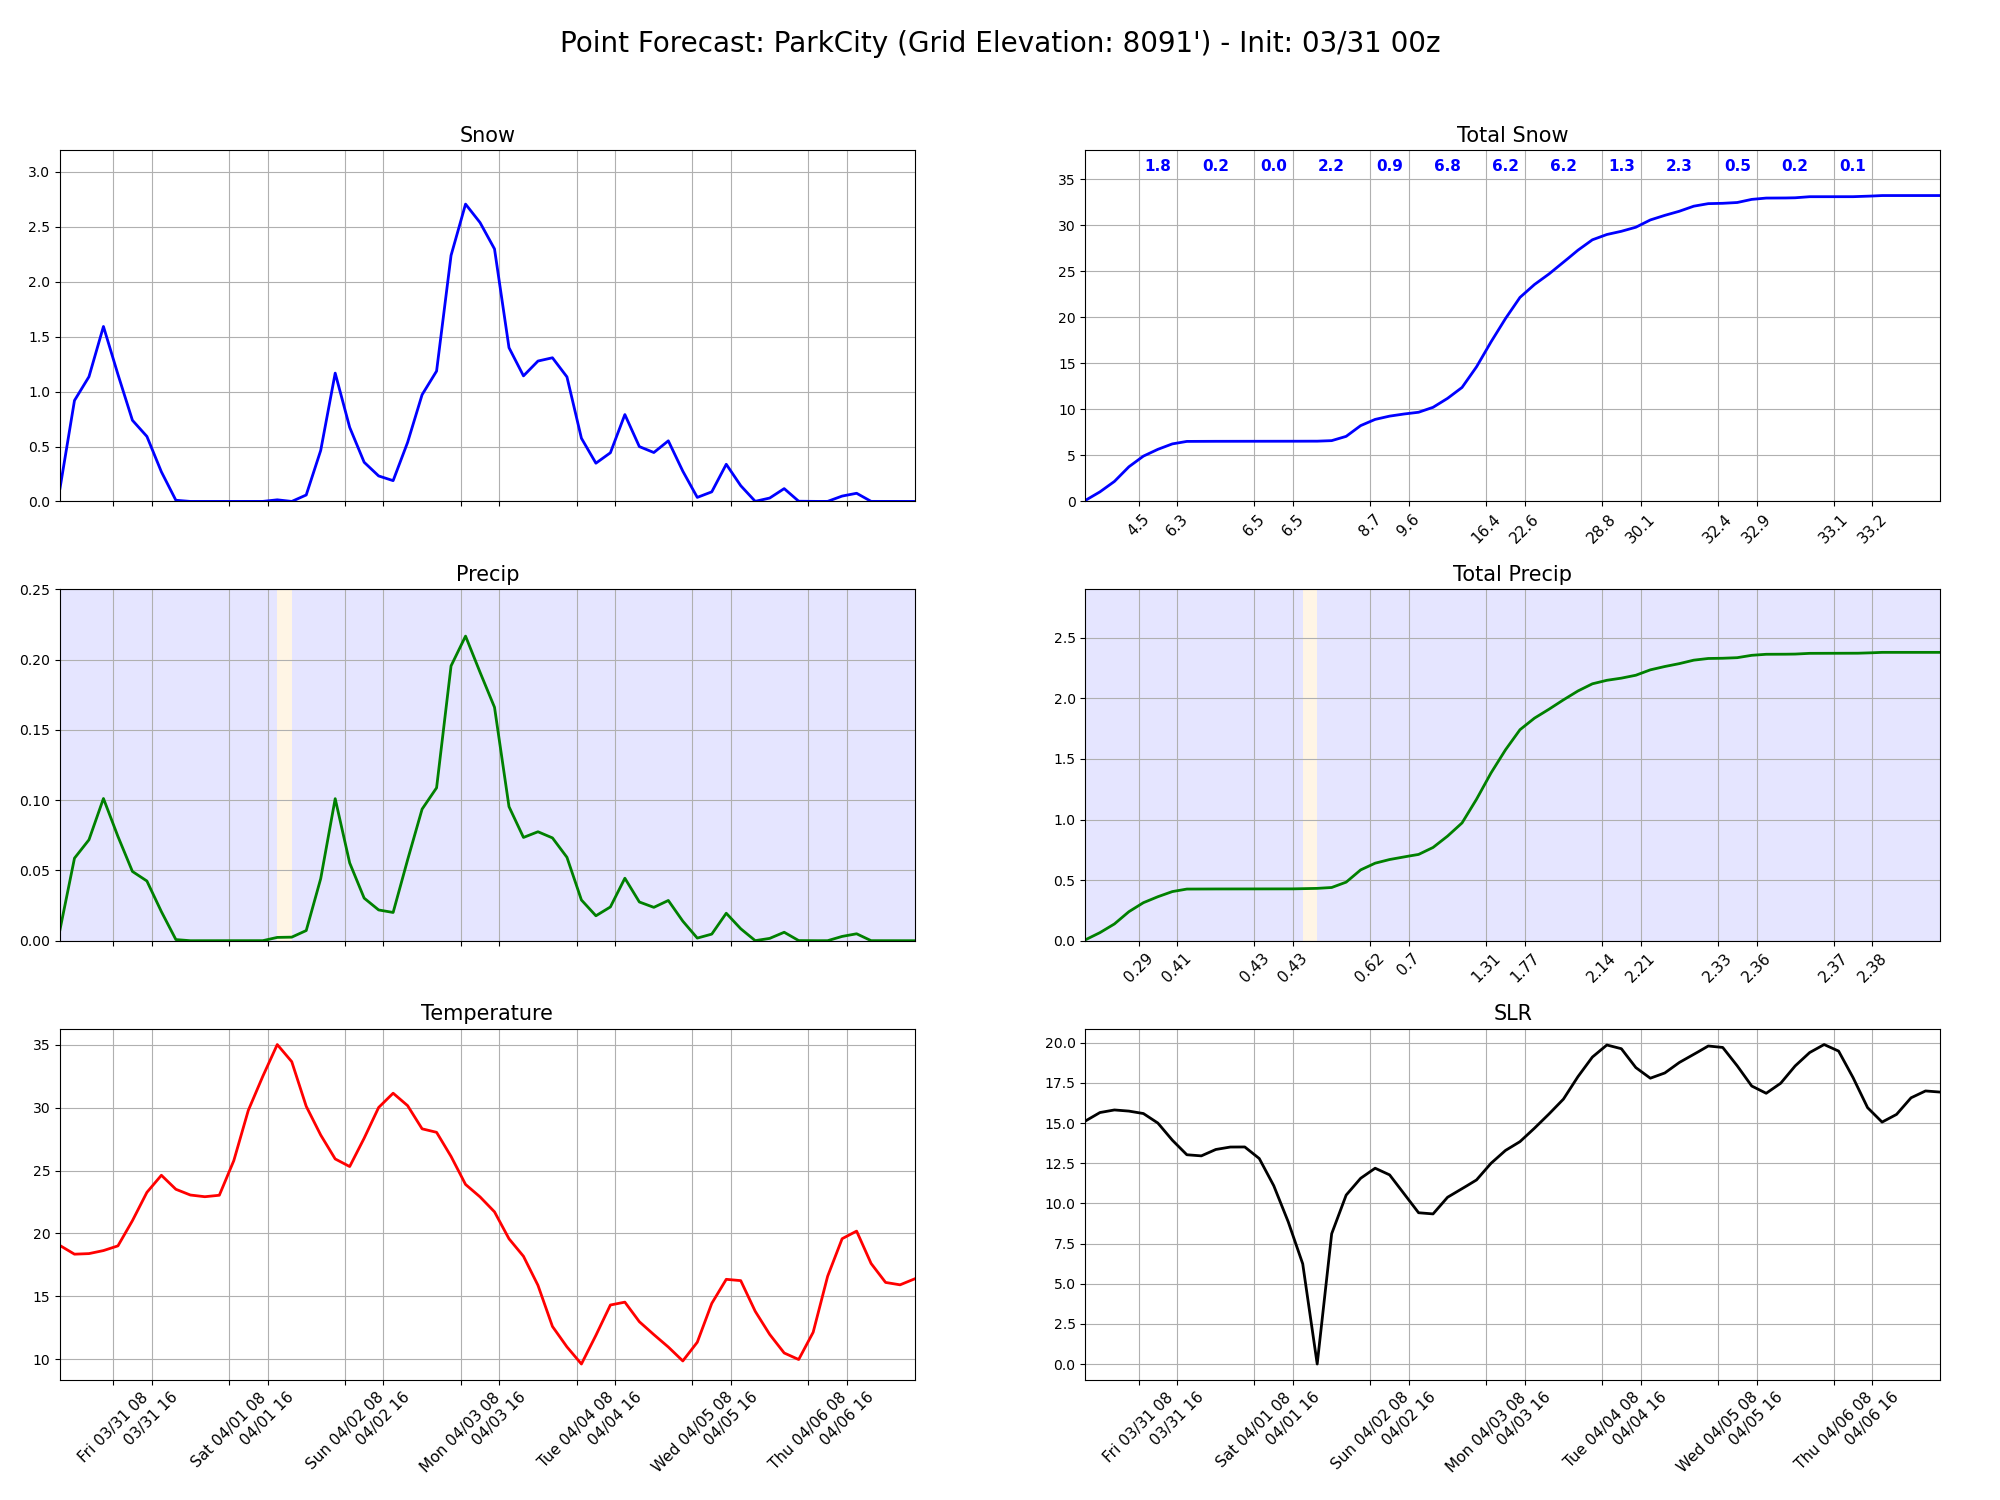 Point Forecast: ParkCity (Grid Elevation: 8091') - Init: 03/31 00z
Snow
3.0
2.5
2.0
1.5
1.0
0.5
0.0
Total Snow
1.8 0.2 0.0 2.2 0.9 6.8 6.2 6.2 1.3 2.3 0.5 0.2 0.1
35
30
25
20
15
10
5
0
4.5 6.3 6.5 6.5 8.7 9.6 16.4 22.6 28.8 30.1 32.4 32.9 33.1 33.2
Precip
0.25
0.20
0.15
0.10
0.05
0.00
Total Precip
2.5
2.0
1.5
1.0
0.5
0.0
0.29 0.41 0.43 0.43 0.62 0.7 1.31 1.77 2.14 2.21 2.33 2.36 2.37 2.38
Temperature
35
30
25
20
15
10
Fri 03/31 08
03/31 16
Sat 04/01 08
04/01 16
Sun 04/02 08
04/02 16
Mon 04/03 08
04/03 16
Tue 04/04 08
04/04 16
Wed 04/05 08
04/05 16
Thu 04/06 08
04/06 16
SLR
20.0
17.5
15.0
12.5
10.0
7.5
5.0
2.5
0.0
Fri 03/31 08
03/31 16
Sat 04/01 08
04/01 16
Sun 04/02 08
04/02 16
Mon 04/03 08
04/03 16
Tue 04/04 08
04/04 16
Wed 04/05 08
04/05 16
Thu 04/06 08
04/06 16